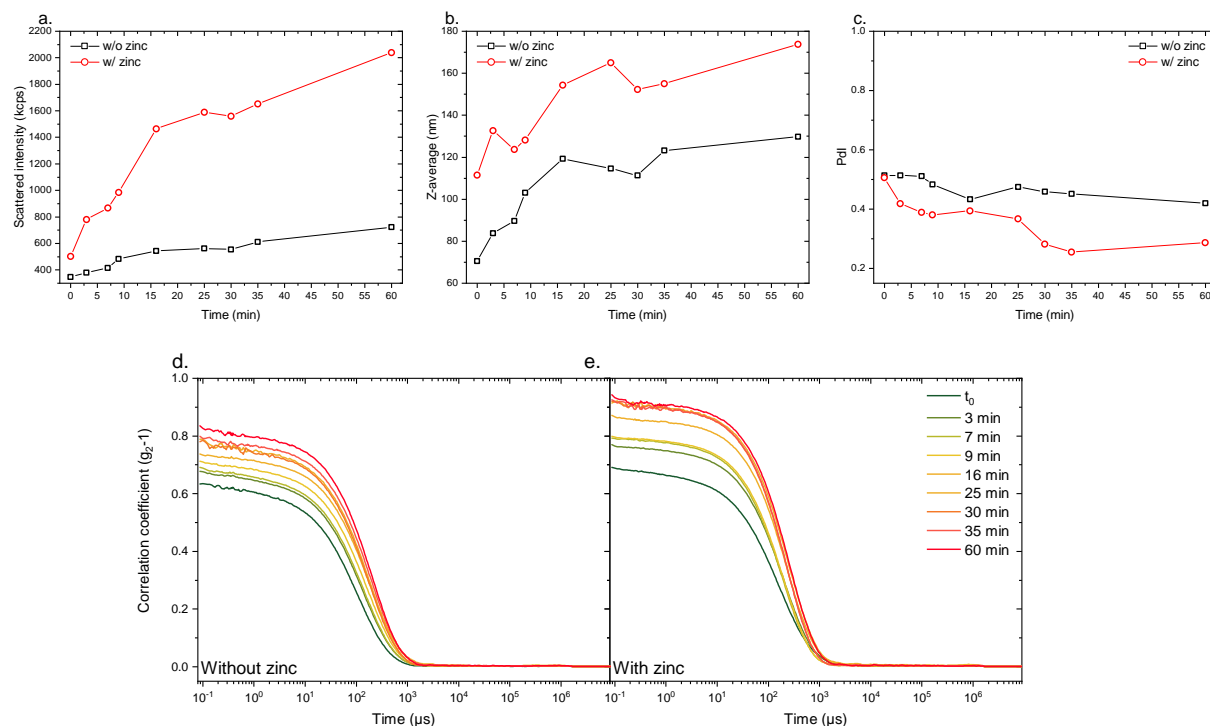 a.
Scattered intensity (kcps)
2200
2000
1800
1600
1400
1200
1000
800
600
400
w/o zinc
w/ zinc
0 5 10 15 20 25 30 35 40 45 50 55 60
Time (min)
b.
Z-average (nm)
180
160
140
120
100
80
60
w/o zinc
w/ zinc
0 5 10 15 20 25 30 35 40 45 50 55 60
Time (min)
c.
PdI
1.0
0.8
0.6
0.4
0.2
w/o zinc
w/ zinc
0 5 10 15 20 25 30 35 40 45 50 55 60
Time (min)
d.
Correlation coefficient (g₂-1)
1.0
0.8
0.6
0.4
0.2
0.0
Without zinc
10⁻¹ 10⁰ 10¹ 10² 10³ 10⁴ 10⁵ 10⁶
Time (µs)
e.
t₀
3 min
7 min
9 min
16 min
25 min
30 min
35 min
60 min
With zinc
10⁻¹ 10⁰ 10¹ 10² 10³ 10⁴ 10⁵ 10⁶
Time (µs)